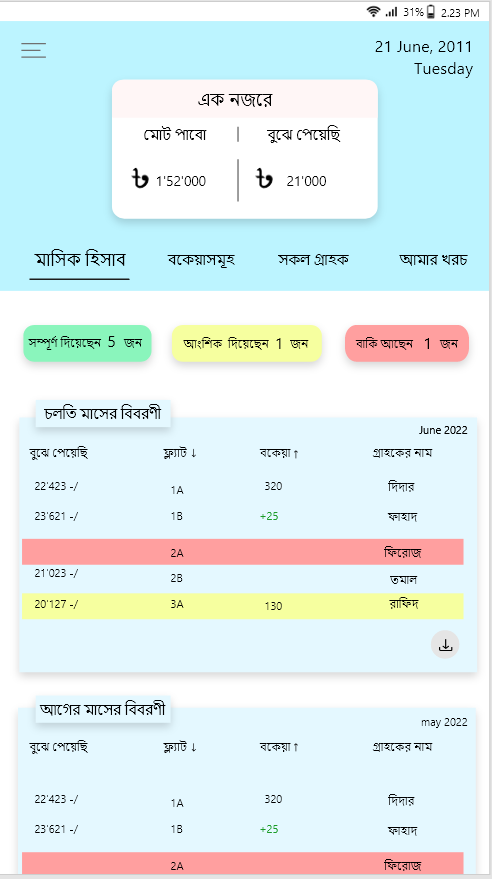 31% 2.23 PM
21 June, 2011
Tuesday
এক নজরে
মোট পাবো | বুঝে পেয়েছি
৳ 1'52'000 ৳ 21'000
মাসিক হিসাব বকেয়াসমূহ সকল গ্রাহক আমার খরচ
সম্পূর্ণ দিয়েছেন 5 জন আংশিক দিয়েছেন 1 জন বাকি আছেন 1 জন
চলতি মাসের বিবরণী
June 2022
বুঝে পেয়েছি ফ্ল্যাট ↓ বকেয়া ↑ গ্রাহকের নাম
22'423 -/ 1A 320 দিদার
23'621 -/ 1B +25 ফাহাদ
2A ফিরোজ
21'023 -/ 2B তমাল
20'127 -/ 3A 130 রাফিদ
আগের মাসের বিবরণী
may 2022
বুঝে পেয়েছি ফ্ল্যাট ↓ বকেয়া ↑ গ্রাহকের নাম
22'423 -/ 1A 320 দিদার
23'621 -/ 1B +25 ফাহাদ
2A ফিরোজ